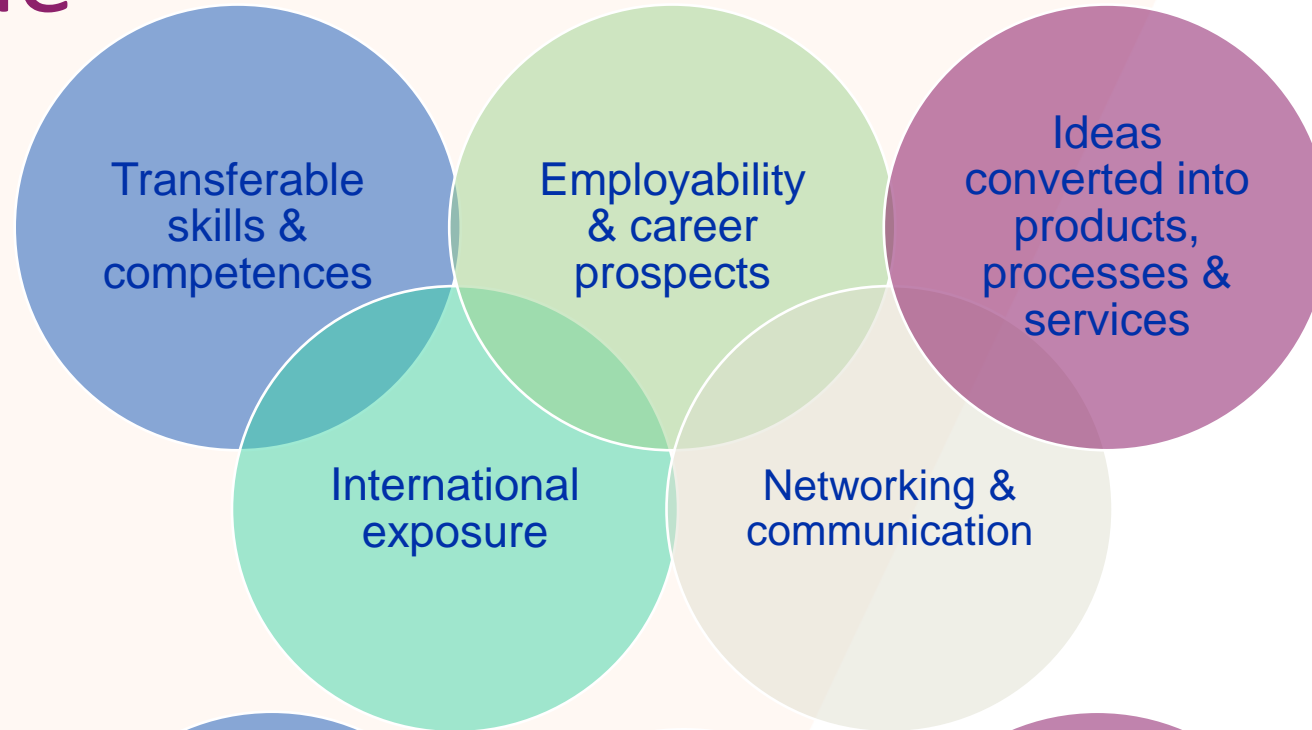 Transferable
skills &
competences
Employability
& career
prospects
Ideas
converted into
products,
processes &
services
International
exposure
Networking &
communication